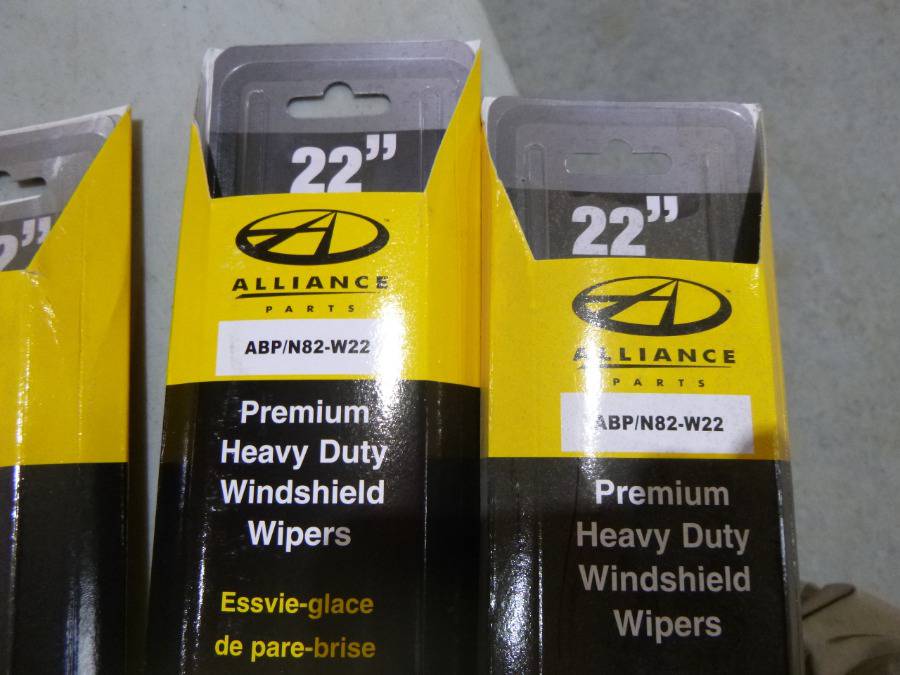 22”
ALLIANCE
PARTS
ABP/N82-W22
Premium
Heavy Duty
Windshield
Wipers
Essvie-glace
de pare-brise
22”
ALLIANCE
PARTS
ABP/N82-W22
Premium
Heavy Duty
Windshield
Wipers